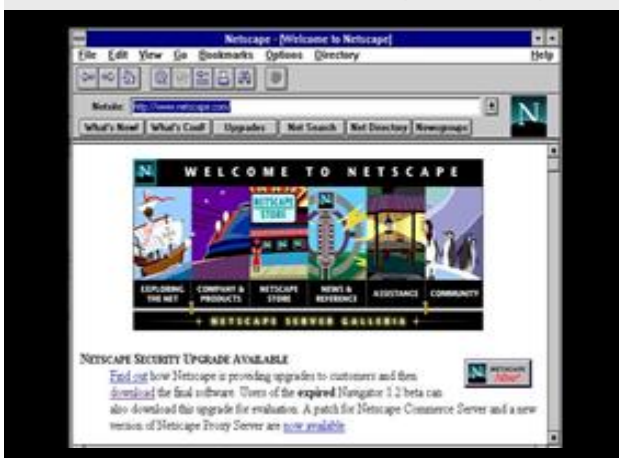 Netscape - [Welcome to Netscape]
File Edit View Go Bookmarks Options Directory Help
Netsite: http://www.netscape.com/
N
What's New! What's Cool! Upgrades Net Search Net Directory Newsgroups
N WELCOME TO NETSCAPE
NETSCAPE STORE
N
EXPLORING THE NET COMPANY & PRODUCTS NETSCAPE STORE NEWS & REFERENCE ASSISTANCE COMMUNITY
NETSCAPE SERVER GALLERIA
NETSCAPE SECURITY UPGRADE AVAILABLE
N NETSCAPE NOW!
Find out how Netscape is providing upgrades to customers and then
download the final software. Users of the expired Navigator 1.2 beta can
also download this upgrade for evaluation. A patch for Netscape Commerce Server and a new
version of Netscape Proxy Server are now available.